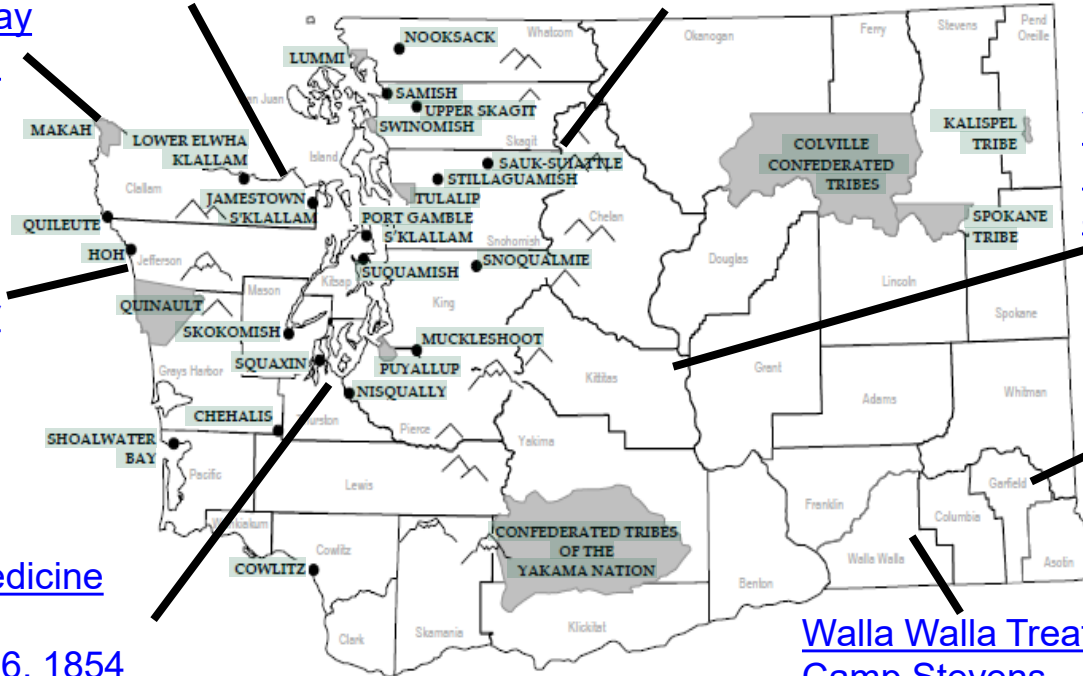 ay
NOOKSACK
Whatcom
Okanogan
Ferry
Stevens
Pend
Oreille
LUMMI
San Juan
SAMISH
UPPER SKAGIT
SWINOMISH
Skagit
MAKAH
LOWER ELWHA
KLALLAM
Island
Clallam
SAUK-SUIATTLE
STILLAGUAMISH
TULALIP
JAMESTOWN
S'KLALLAM
PORT GAMBLE
S'KLALLAM
Snohomish
Chelan
COLVILLE
CONFEDERATED
TRIBES
KALISPEL
TRIBE
SPOKANE
TRIBE
QUILEUTE
HOH
Jefferson
Kitsap
SUQUAMISH
SNOQUALMIE
Douglas
Lincoln
Spokane
QUINAULT
Mason
King
SKOKOMISH
MUCKLESHOOT
SQUAXIN
PUYALLUP
NISQUALLY
Grays Harbor
Kittitas
Grant
Adams
Whitman
CHEHALIS
Thurston
Pierce
Yakima
SHOALWATER
BAY
Pacific
Lewis
Franklin
Garfield
Columbia
Wahkiakum
Cowlitz
CONFEDERATED TRIBES
OF THE
YAKAMA NATION
Walla Walla
Asotin
COWLITZ
Benton
Clark
Skamania
Klickitat
edicine
6, 1854
Walla Walla Treat
Camp Stevens